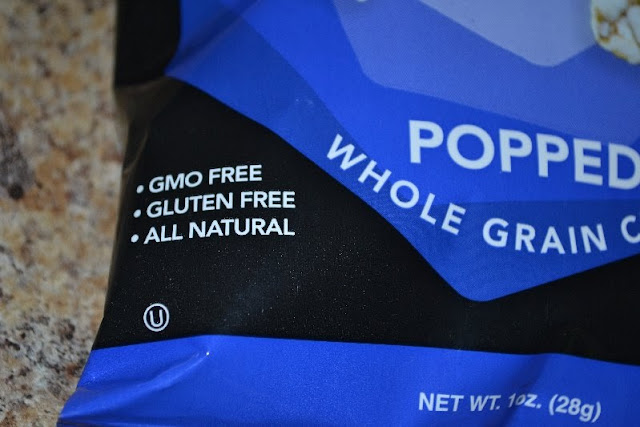 POPPED
WHOLE GRAIN C
• GMO FREE
• GLUTEN FREE
• ALL NATURAL
U
NET WT. 1oz. (28g)